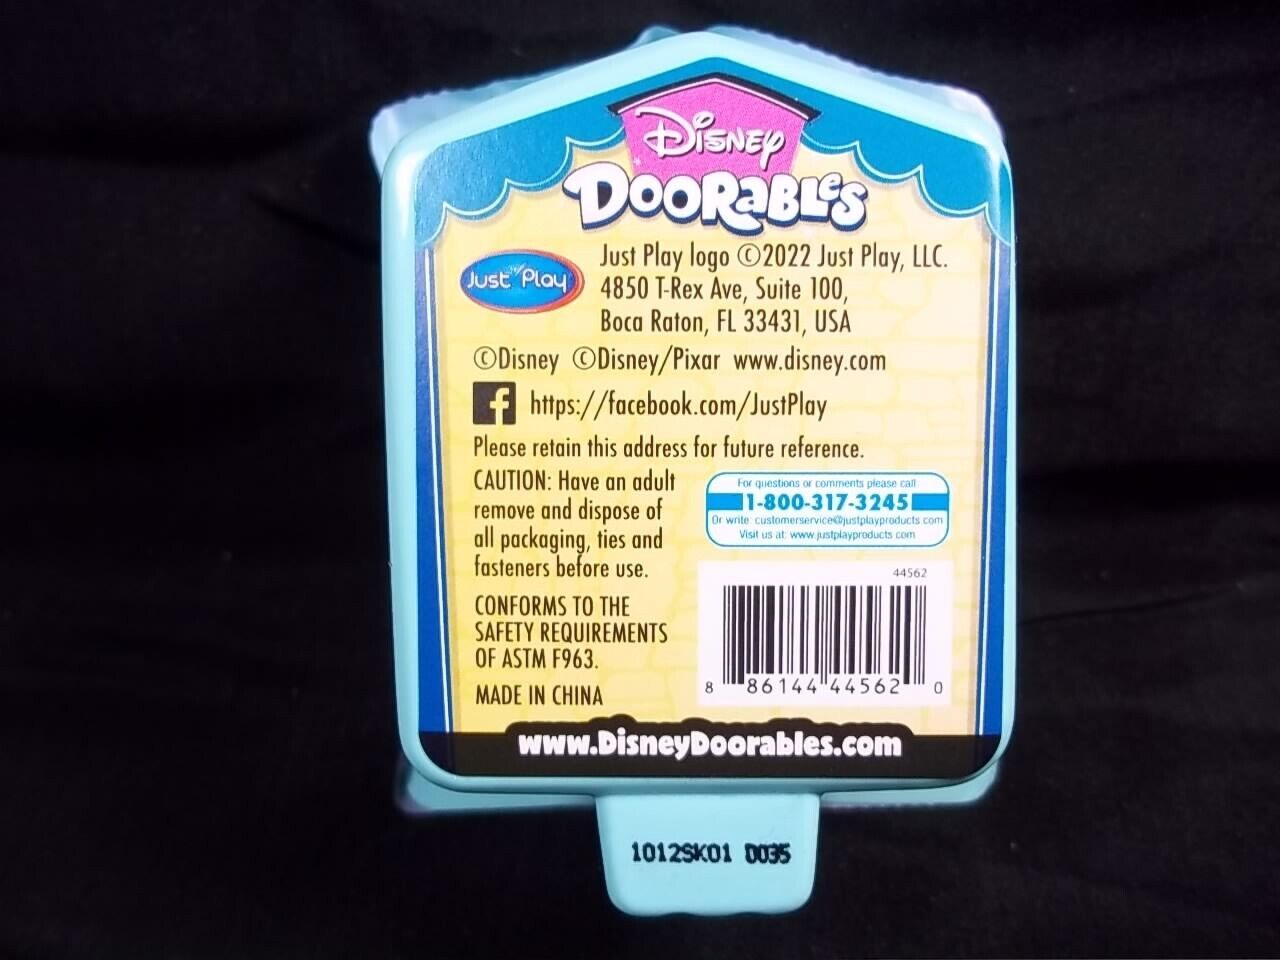 Disney
Doorables
Just Play
Just Play logo ©2022 Just Play, LLC.
4850 T-Rex Ave, Suite 100,
Boca Raton, FL 33431, USA
©Disney ©Disney/Pixar www.disney.com
f https://facebook.com/JustPlay
Please retain this address for future reference.
CAUTION: Have an adult
remove and dispose of
all packaging, ties and
fasteners before use.
CONFORMS TO THE
SAFETY REQUIREMENTS
OF ASTM F963.
MADE IN CHINA
For questions or comments please call
1-800-317-3245
Or write: customerservice@justplayproducts.com
Visit us at: www.justplayproducts.com
44562
8 86144 44562 0
www.DisneyDoorables.com
1012SK01 0035